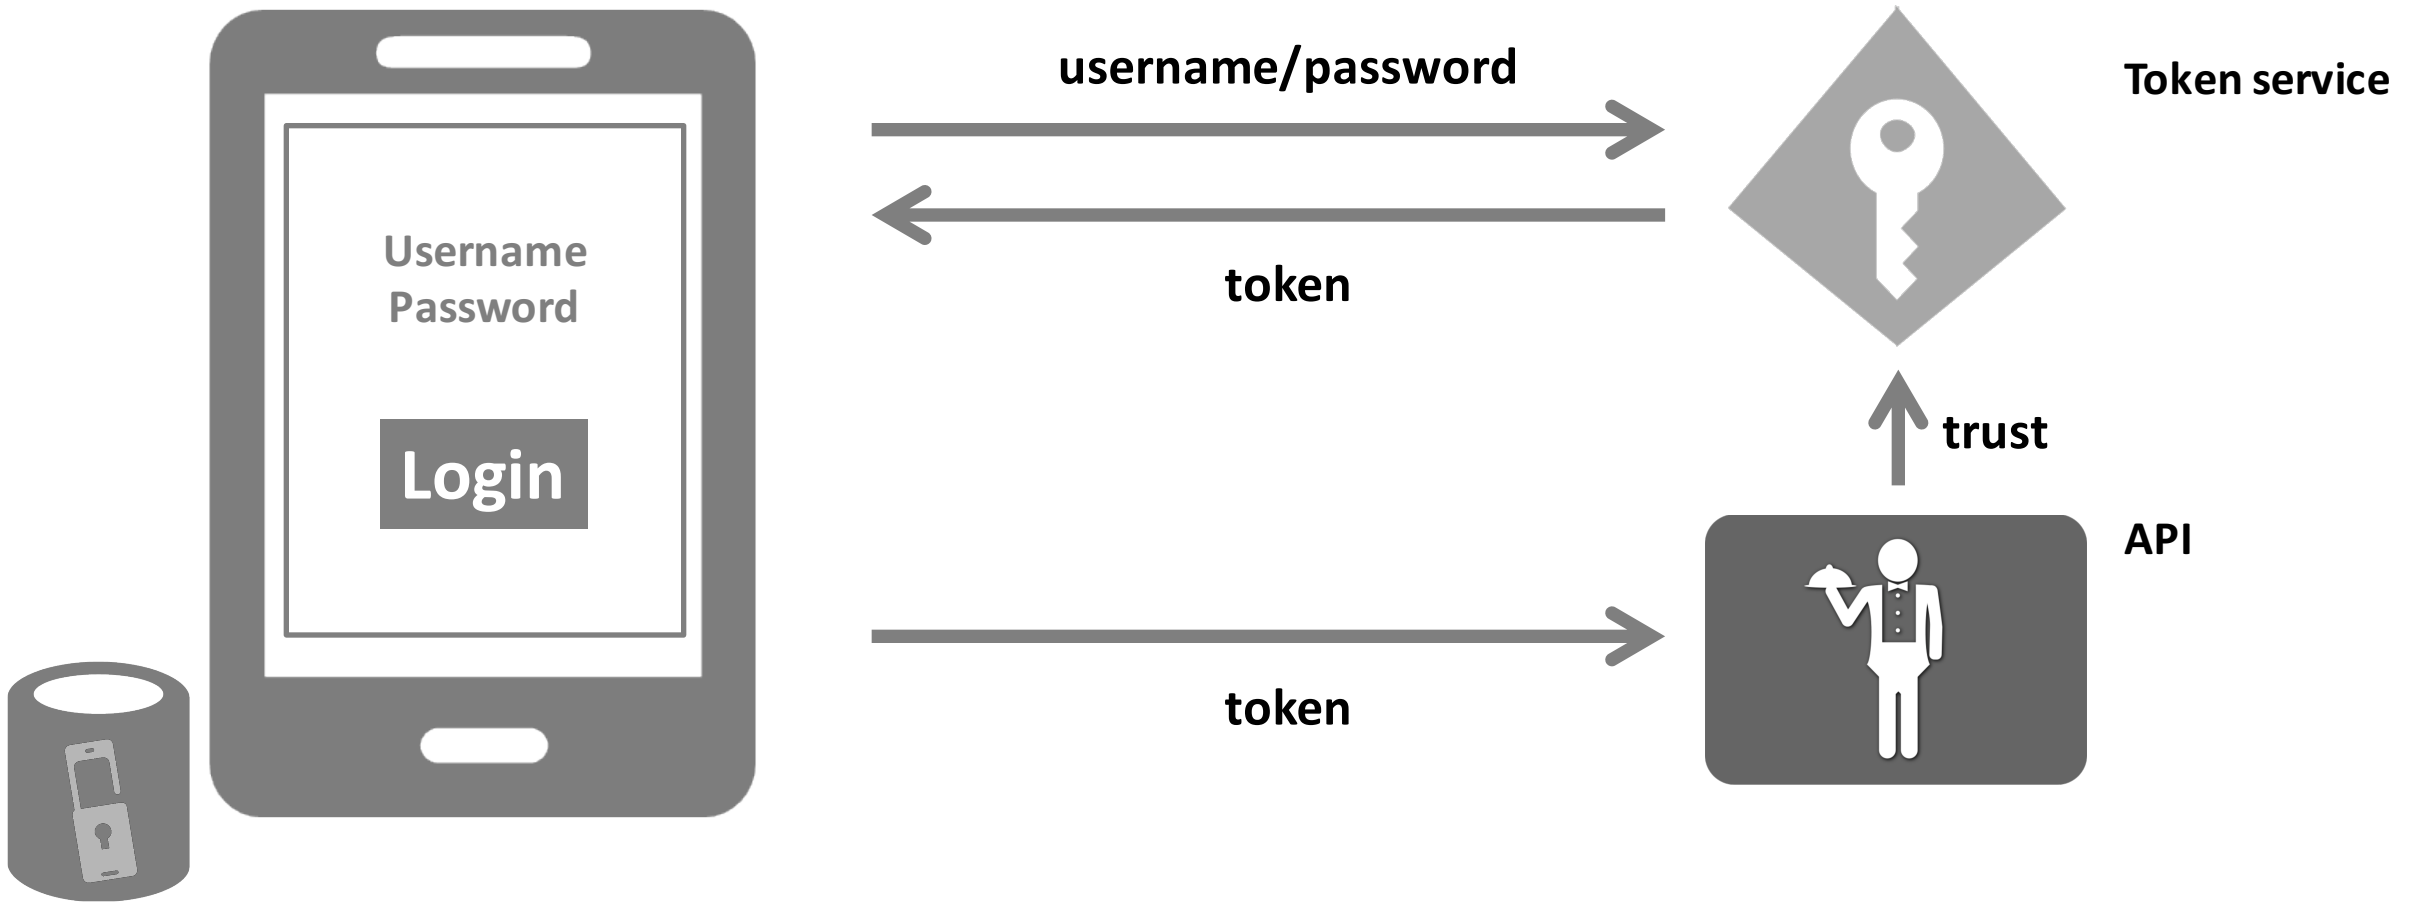 username/password
Token service
Username
Password
token
trust
Login
API
token